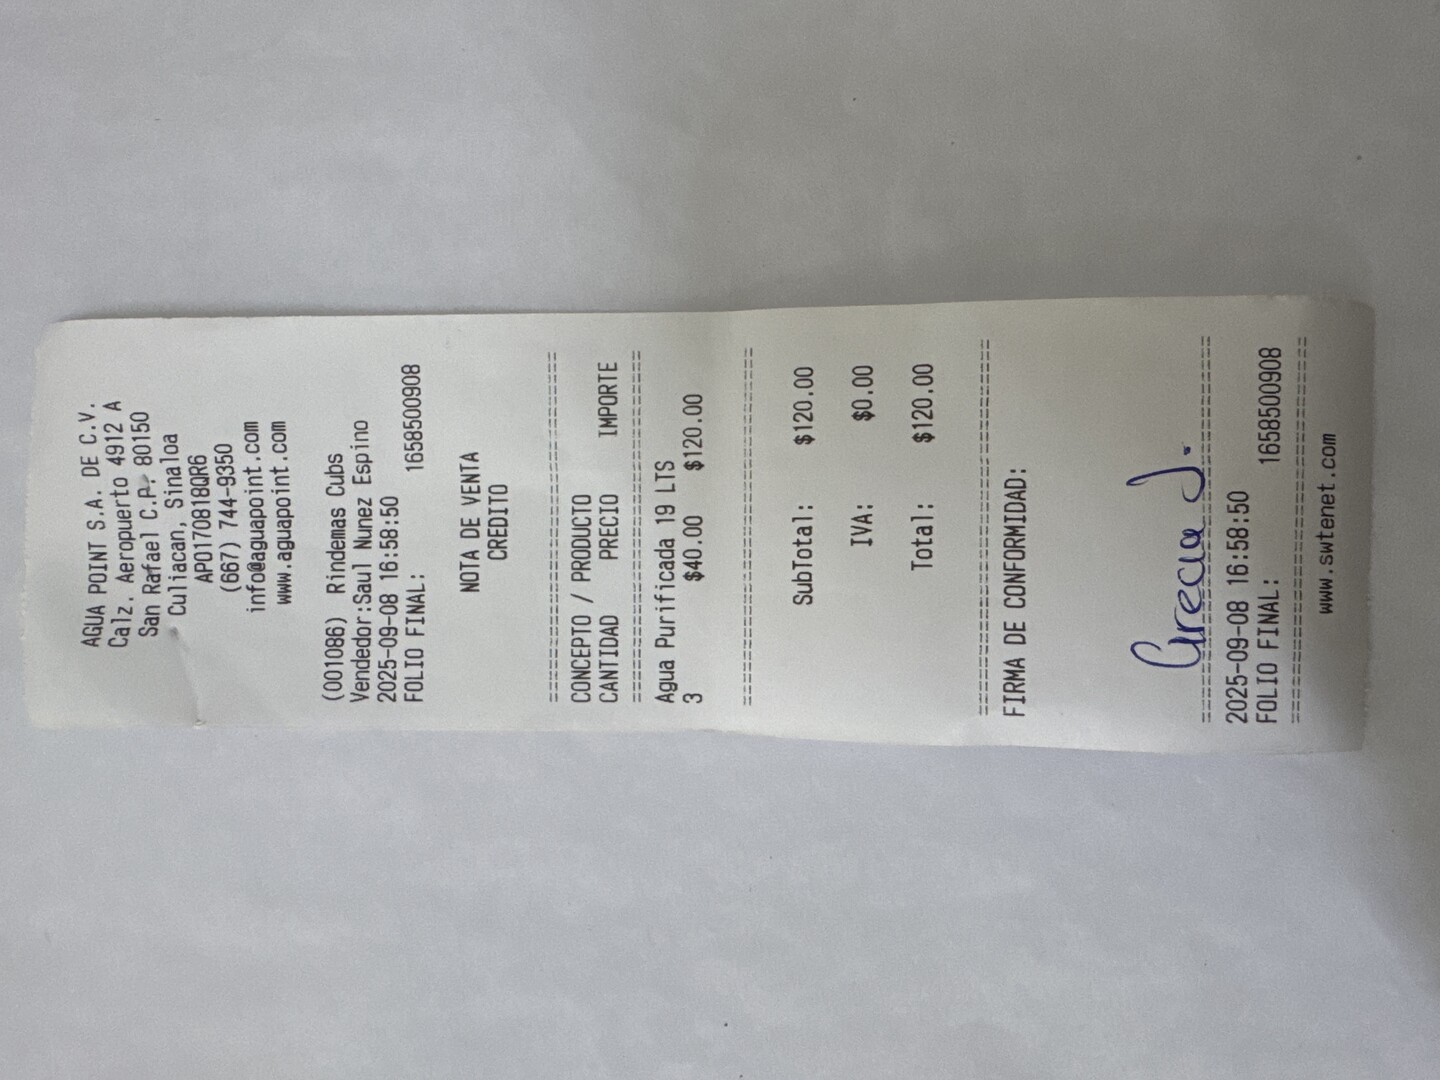 AGUA POINT S.A. DE C.V.
Calz. Aeropuerto 4912 A
San Rafael C.P. 80150
Culiacan, Sinaloa
APO170818QR6
(667) 744-9350
info@aguapoint.com
www.aguapoint.com
(001086) Rindemas Cubs
Vendedor:Saul Nunez Espino
2025-09-08 16:58:50
FOLIO FINAL: 1658500908
NOTA DE VENTA
CREDITO
CONCEPTO / PRODUCTO
CANTIDAD PRECIO IMPORTE
Agua Purificada 19 LTS
3 $40.00 $120.00
SubTotal: $120.00
IVA: $0.00
Total: $120.00
FIRMA DE CONFORMIDAD:
Grecia J.
2025-09-08 16:58:50
FOLIO FINAL: 1658500908
www.swtenet.com